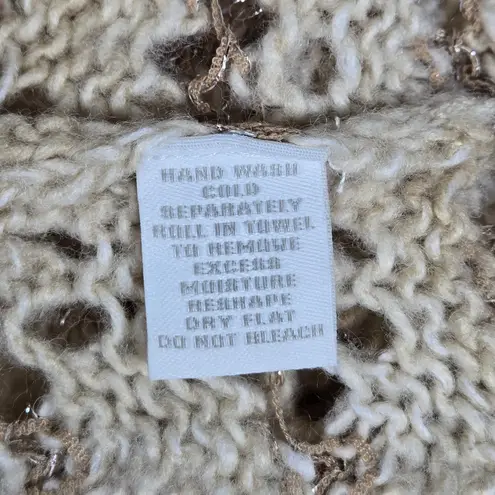 HAND WASH
COLD
SEPARATELY
ROLL IN TOWEL
TO REMOVE
EXCESS
MOISTURE
RESHAPE
DRY FLAT
DO NOT BLEACH